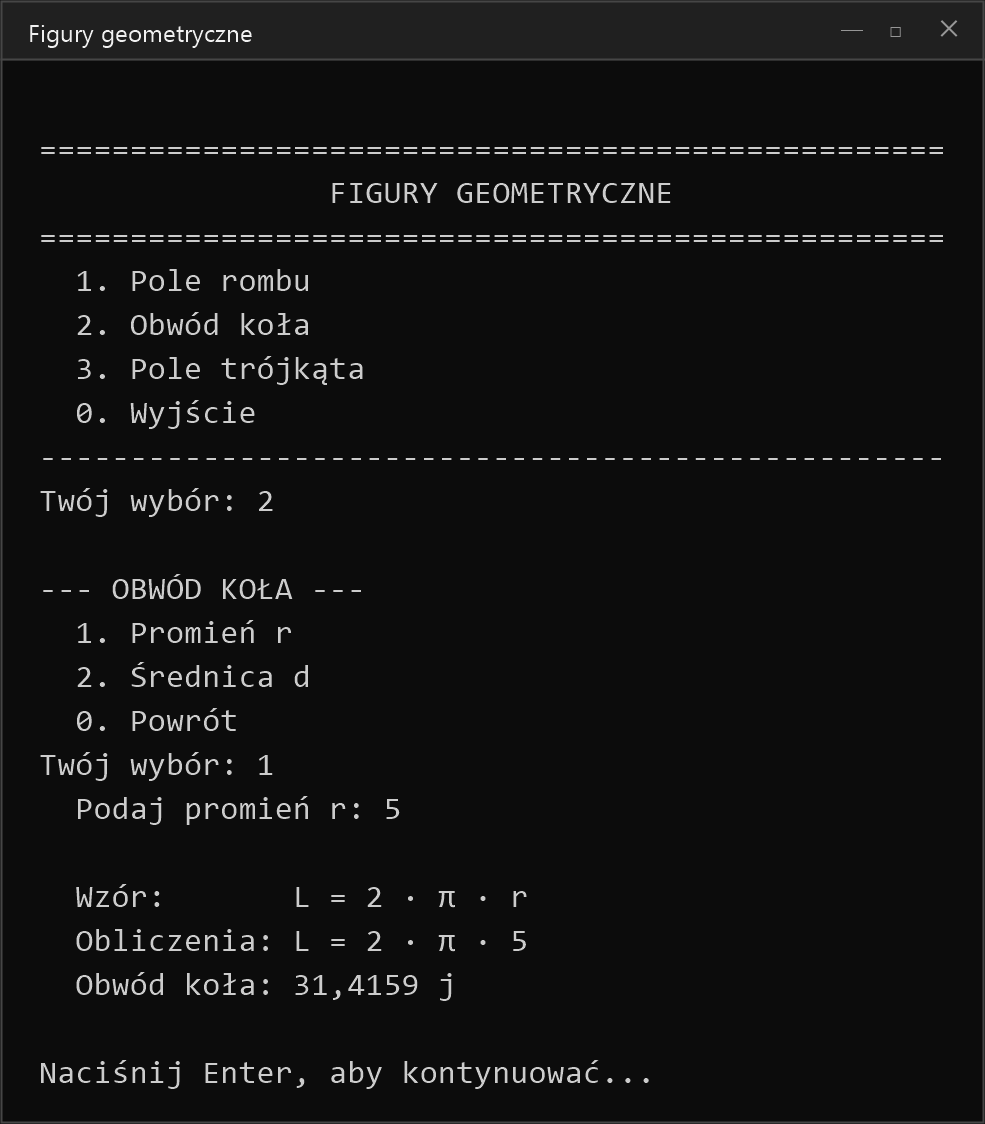 Figury geometryczne
==================================================
FIGURY GEOMETRYCZNE
==================================================
1. Pole rombu
2. Obwód koła
3. Pole trójkąta
0. Wyjście
--------------------------------------------------
Twój wybór: 2
--- OBWÓD KOŁA ---
1. Promień r
2. Średnica d
0. Powrót
Twój wybór: 1
Podaj promień r: 5
Wzór: L = 2 · π · r
Obliczenia: L = 2 · π · 5
Obwód koła: 31,4159 j
Naciśnij Enter, aby kontynuować...